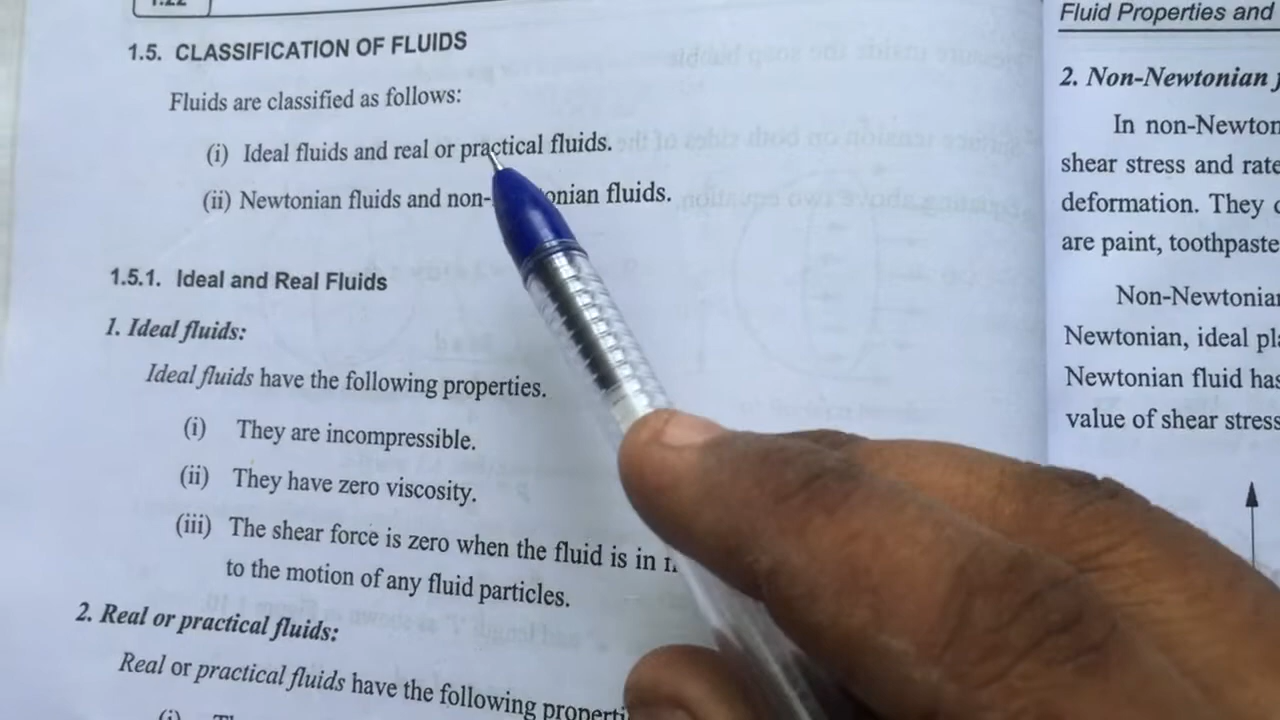 1.22
1.5. CLASSIFICATION OF FLUIDS
Fluids are classified as follows:
(i) Ideal fluids and real or practical fluids.
(ii) Newtonian fluids and non- onian fluids.
1.5.1. Ideal and Real Fluids
1. Ideal fluids:
Ideal fluids have the following properties.
(i) They are incompressible.
(ii) They have zero viscosity.
(iii) The shear force is zero when the fluid is in
to the motion of any fluid particles.
2. Real or practical fluids:
Real or practical fluids have the following properti
(i)
Fluid Properties and
2. Non-Newtonian
In non-Newton
shear stress and rate
deformation. They
are paint, toothpaste
Non-Newtonian
Newtonian, ideal pla
Newtonian fluid has
value of shear stress